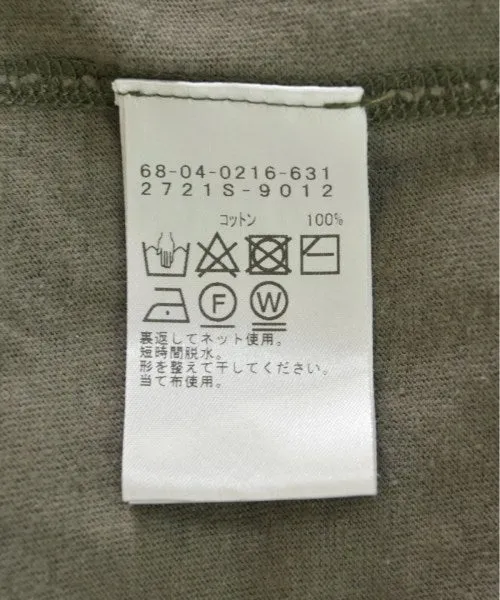 68-04-0216-631
2721S-9012
コットン 100%
F W
裏返してネット使用。
短時間脱水。
形を整えて干してください。
当て布使用。